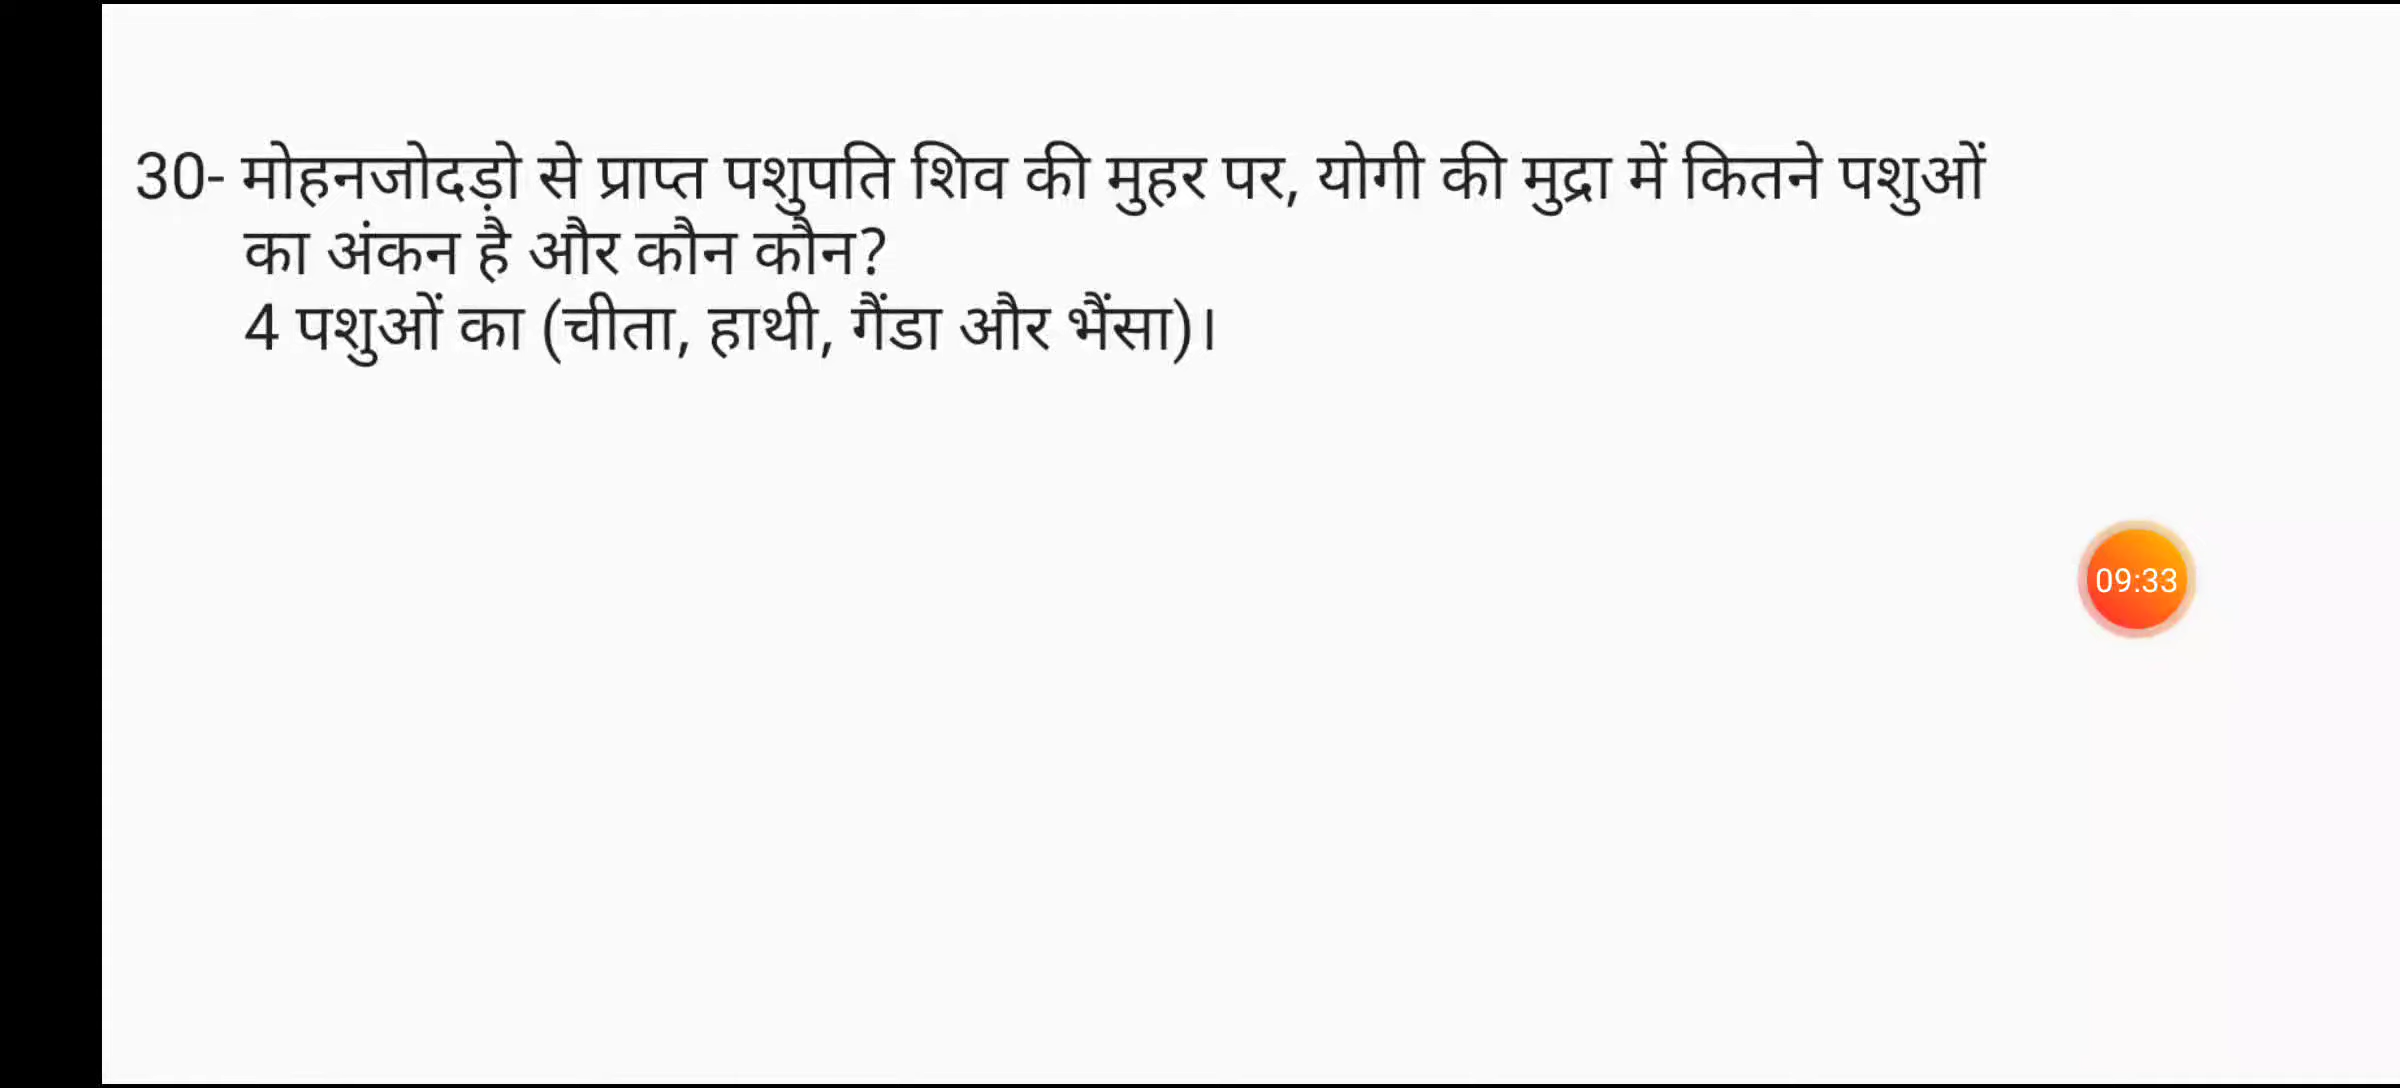 30- मोहनजोदड़ो से प्राप्त पशुपति शिव की मुहर पर, योगी की मुद्रा में कितने पशुओं
का अंकन है और कौन कौन?
4 पशुओं का (चीता, हाथी, गैंडा और भैंसा)।
09:33